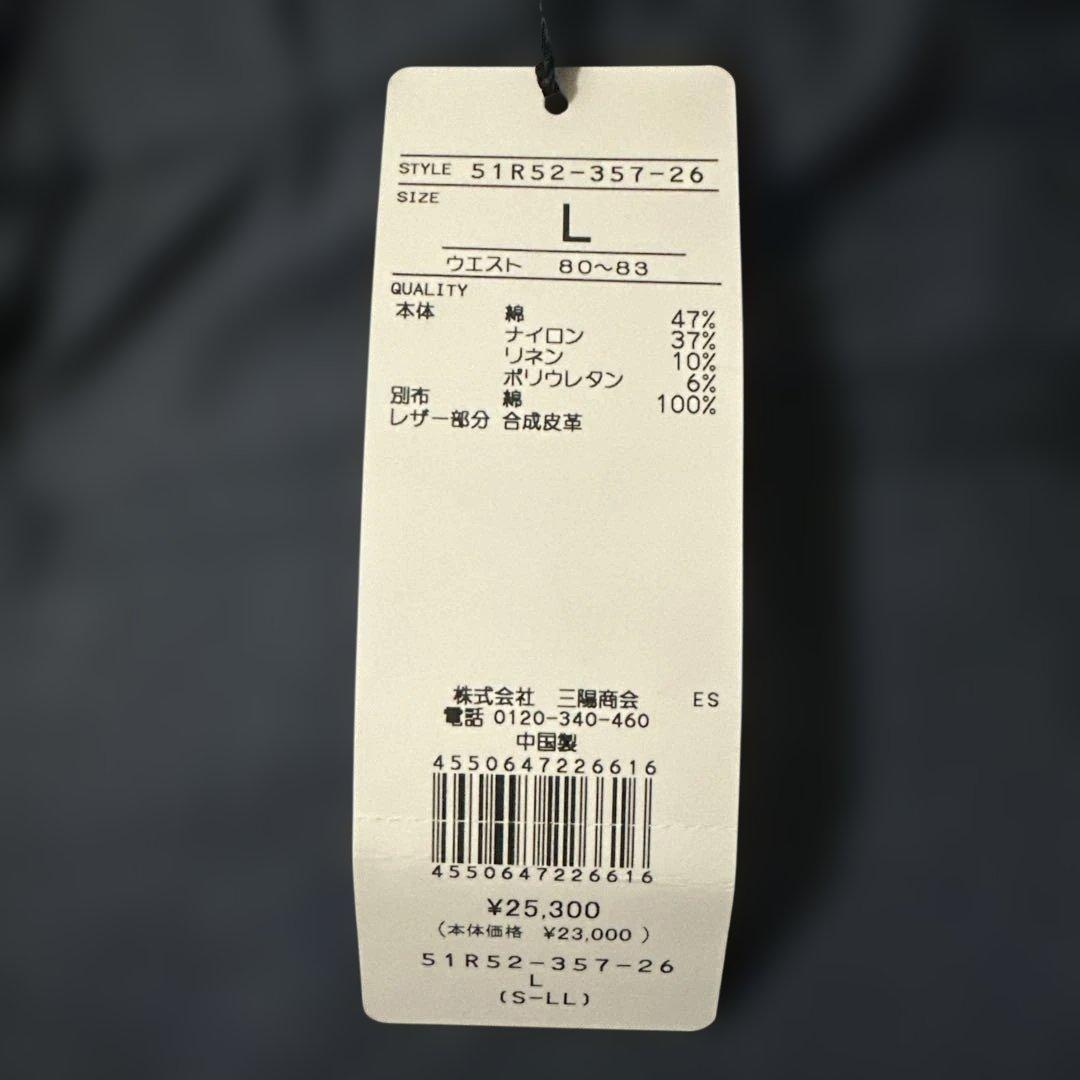 STYLE 51R52-357-26
SIZE
L
ウエスト 80～83
QUALITY
本体 綿 47%
ナイロン 37%
リネン 10%
ポリウレタン 6%
別布 綿 100%
レザー部分 合成皮革
株式会社 三陽商会 ES
電話 0120-340-460
中国製
4550647226616
4550647226616
¥25,300
(本体価格 ¥23,000)
51R52-357-26
L
(S-LL)